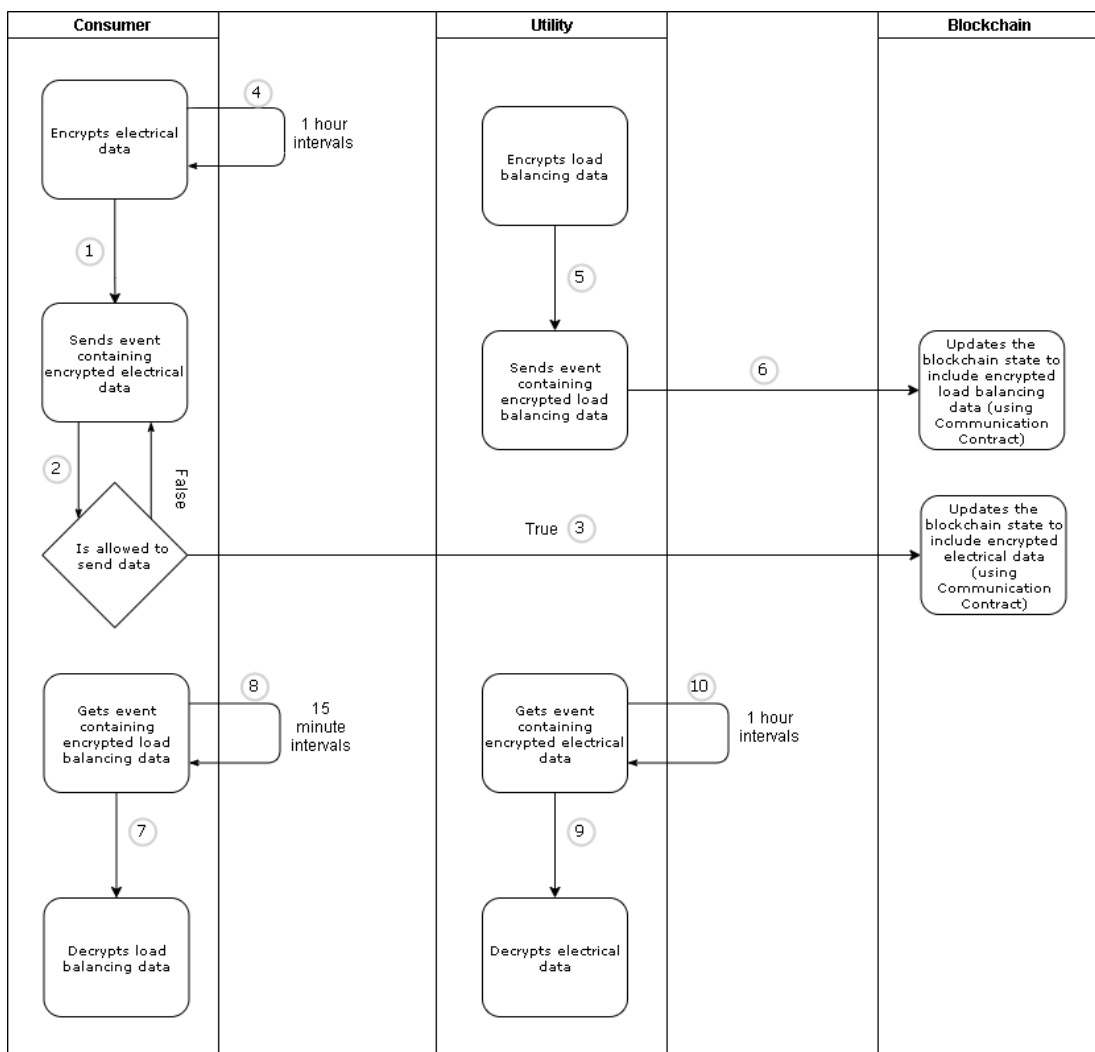 Consumer
Utility
Blockchain
4
Encrypts electrical
data
1 hour
intervals
Encrypts load
balancing data
1
5
Sends event
containing
encrypted electrical
data
Sends event
containing
encrypted load
balancing data
6
Updates the
blockchain state to
include encrypted
load balancing
data (using
Communication
Contract)
2
False
Is allowed to
send data
True 3
Updates the
blockchain state to
include encrypted
electrical data
(using
Communication
Contract)
8
Gets event
containing
encrypted load
balancing data
15
minute
intervals
10
Gets event
containing
encrypted electrical
data
1 hour
intervals
7
9
Decrypts load
balancing data
Decrypts electrical
data